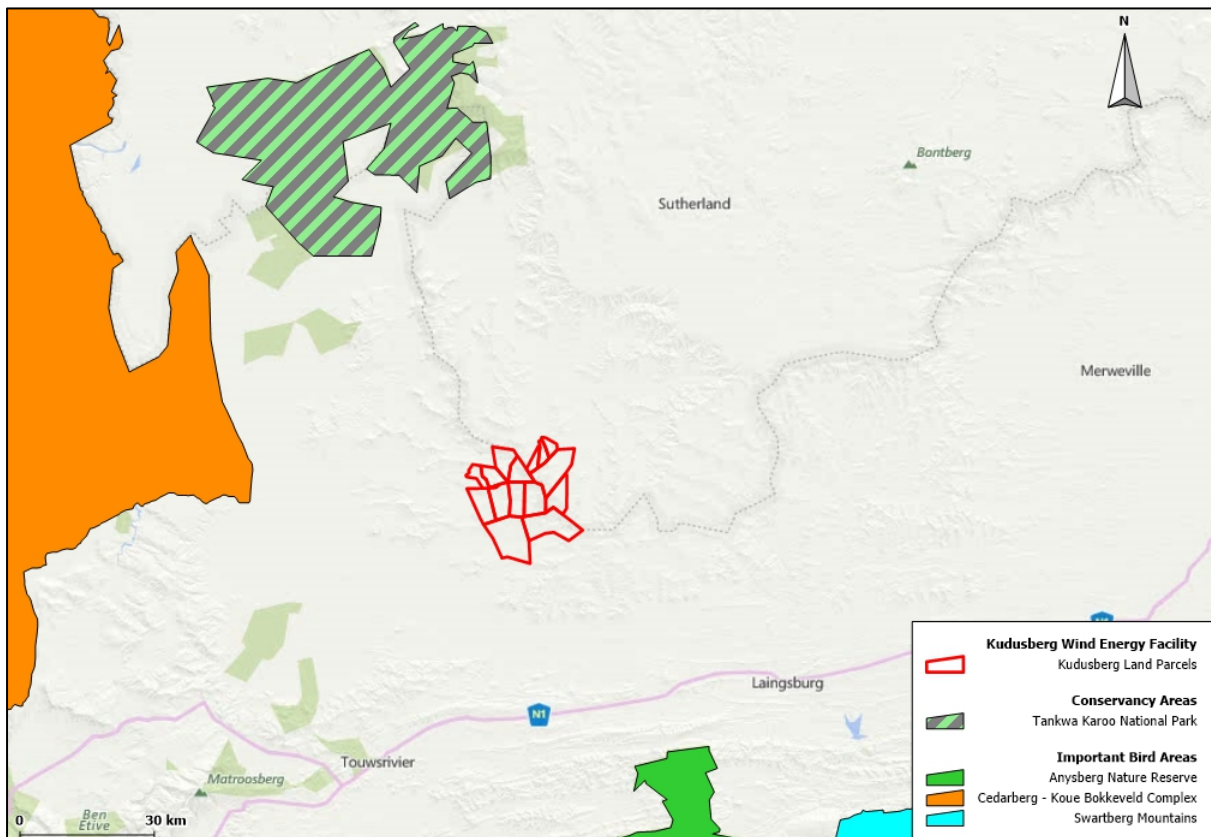 N
Bontberg
Sutherland
Merweville
Laingsburg
N1
Touwsrivier
Matroosberg
Ben
Etive
0 30 km
Kudusberg Wind Energy Facility
Kudusberg Land Parcels
Conservancy Areas
Tankwa Karoo National Park
Important Bird Areas
Anysberg Nature Reserve
Cedarberg - Koue Bokkeveld Complex
Swartberg Mountains